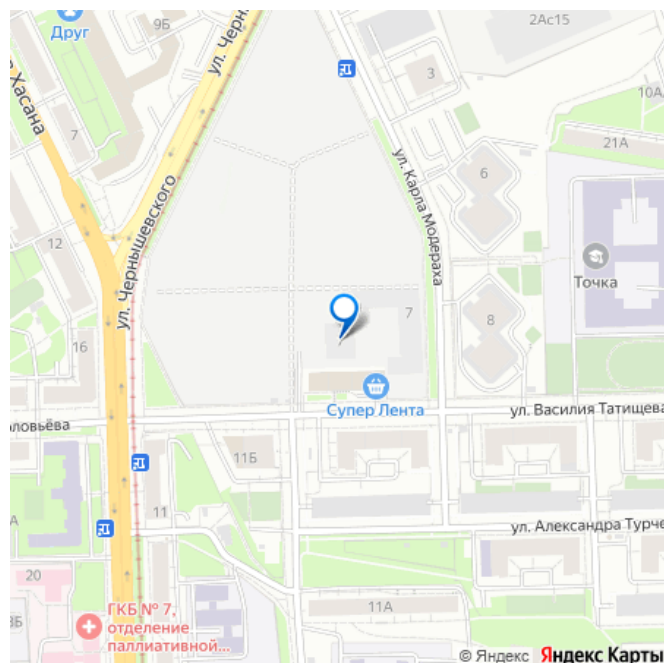 2Ас15
9Б
Друг
ул. Черны
Хасана
3
10А
7
21А
ул. Карла Модераха
6
ул. Чернышевского
12
Точка
7
8
16
Супер Лента
ул. Василия Татищева
оловьёва
11Б
11
ул. Александра Турче
А
20
11А
ГКБ № 7,
отделение
паллиативной...
3Б
© Яндекс Яндекс Карты